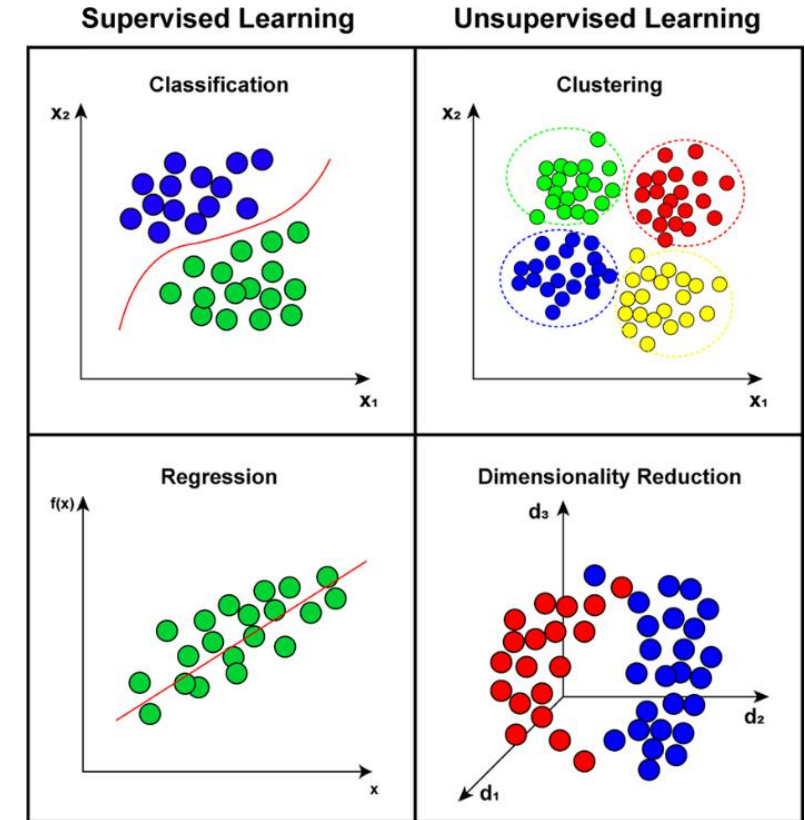 Supervised Learning
Unsupervised Learning
Classification
x₂
x₁
Clustering
x₂
x₁
Regression
f(x)
x
Dimensionality Reduction
d₃
d₂
d₁